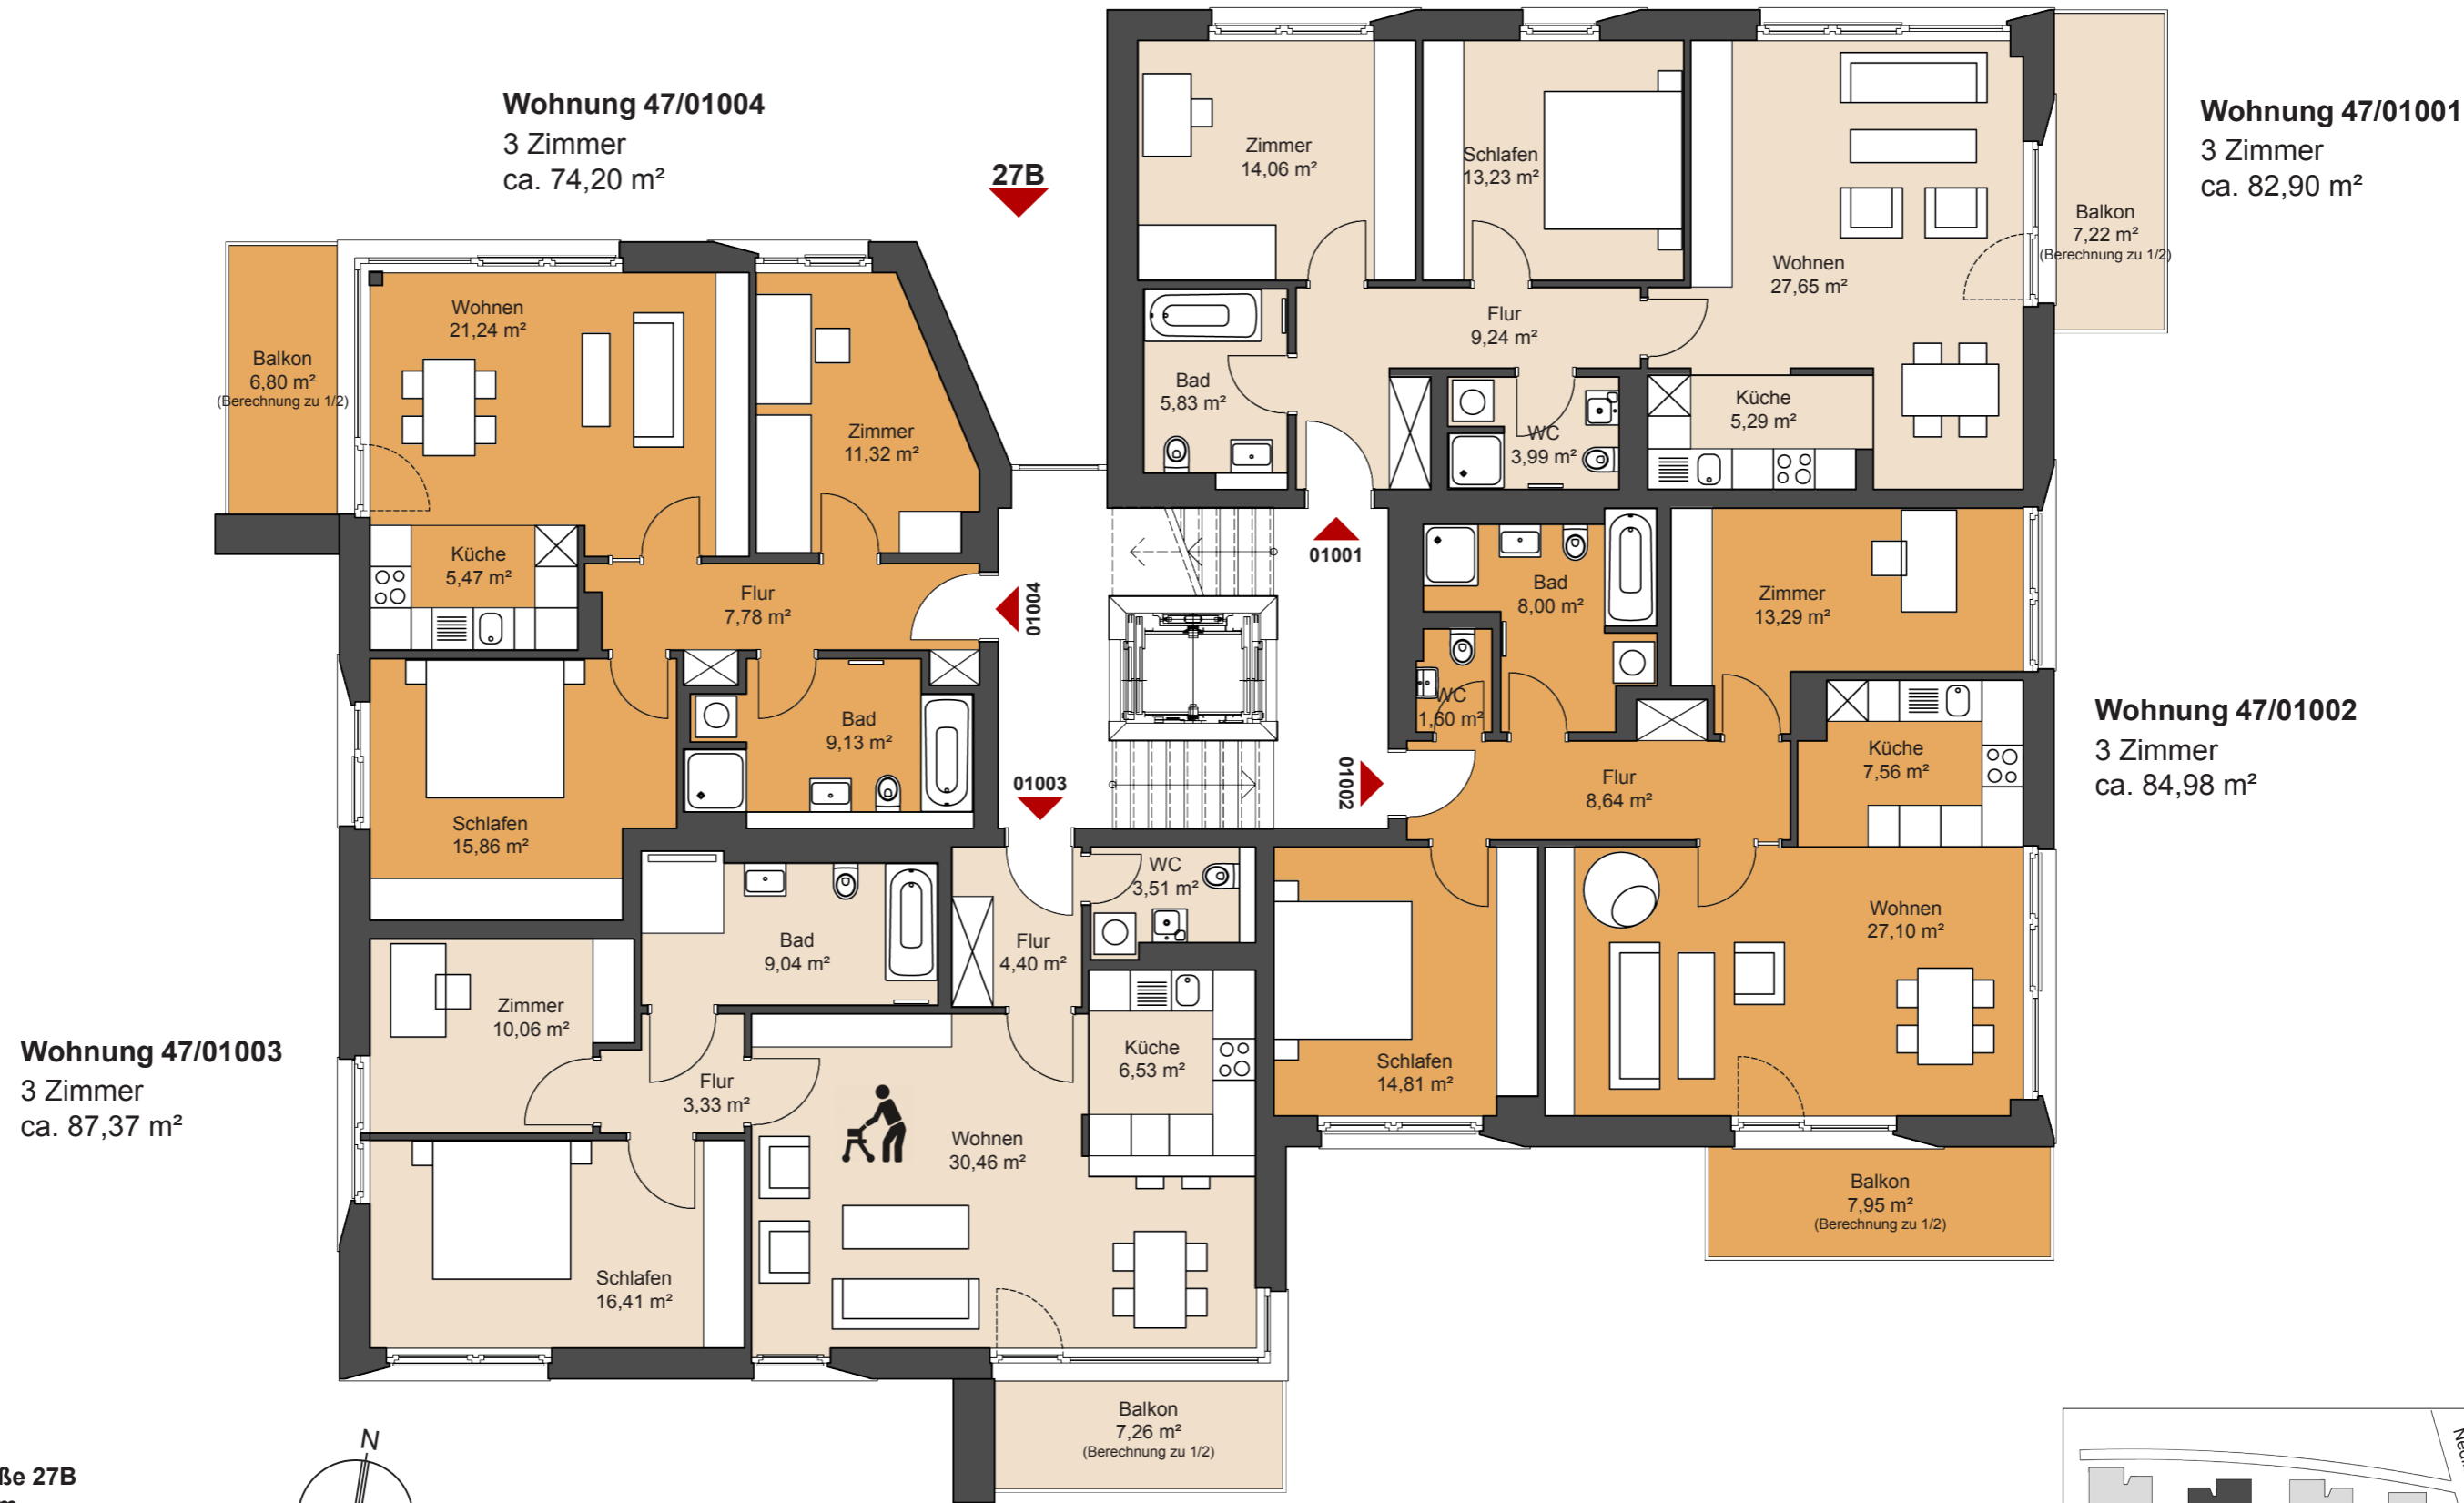 Wohnung 47/01004
3 Zimmer
ca. 74,20 m²
27B
Wohnung 47/01001
3 Zimmer
ca. 82,90 m²
Zimmer
14,06 m²
Schlafen
13,23 m²
Wohnen
27,65 m²
Balkon
7,22 m²
(Berechnung zu 1/2)
Flur
9,24 m²
Bad
5,83 m²
WC
3,99 m²
Küche
5,29 m²
Balkon
6,80 m²
(Berechnung zu 1/2)
Wohnen
21,24 m²
Zimmer
11,32 m²
Küche
5,47 m²
Flur
7,78 m²
01004
01001
Schlafen
15,86 m²
Bad
9,13 m²
01003
01002
Bad
8,00 m²
WC
1,60 m²
Zimmer
13,29 m²
Küche
7,56 m²
Flur
8,64 m²
Wohnung 47/01002
3 Zimmer
ca. 84,98 m²
Schlafen
14,81 m²
Wohnen
27,10 m²
Balkon
7,95 m²
(Berechnung zu 1/2)
Wohnung 47/01003
3 Zimmer
ca. 87,37 m²
Zimmer
10,06 m²
Bad
9,04 m²
Flur
4,40 m²
WC
3,51 m²
Küche
6,53 m²
Flur
3,33 m²
Wohnen
30,46 m²
Schlafen
16,41 m²
Balkon
7,26 m²
(Berechnung zu 1/2)
N
ße 27B